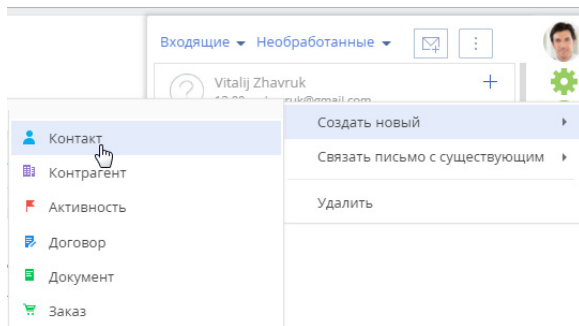 Входящие Необработанные
Vitalij Zhavruk
Создать новый
Связать письмо с существующим
Удалить
Контакт
Контрагент
Активность
Договор
Документ
Заказ